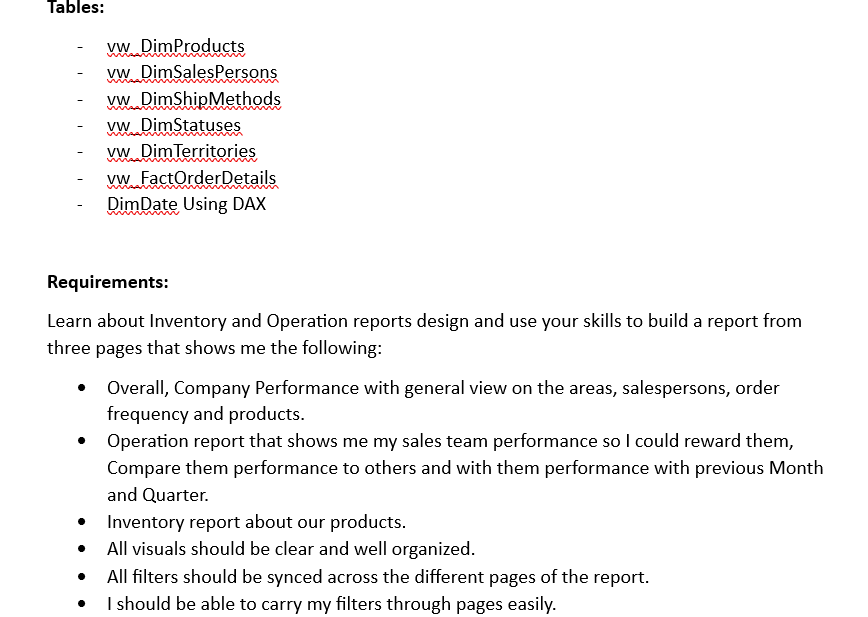 Tables:
- vw_DimProducts
- vw_DimSalesPersons
- vw_DimShipMethods
- vw_DimStatuses
- vw_DimTerritories
- vw_FactOrderDetails
- DimDate Using DAX
Requirements:
Learn about Inventory and Operation reports design and use your skills to build a report from
three pages that shows me the following:
• Overall, Company Performance with general view on the areas, salespersons, order
frequency and products.
• Operation report that shows me my sales team performance so I could reward them,
Compare them performance to others and with them performance with previous Month
and Quarter.
• Inventory report about our products.
• All visuals should be clear and well organized.
• All filters should be synced across the different pages of the report.
• I should be able to carry my filters through pages easily.